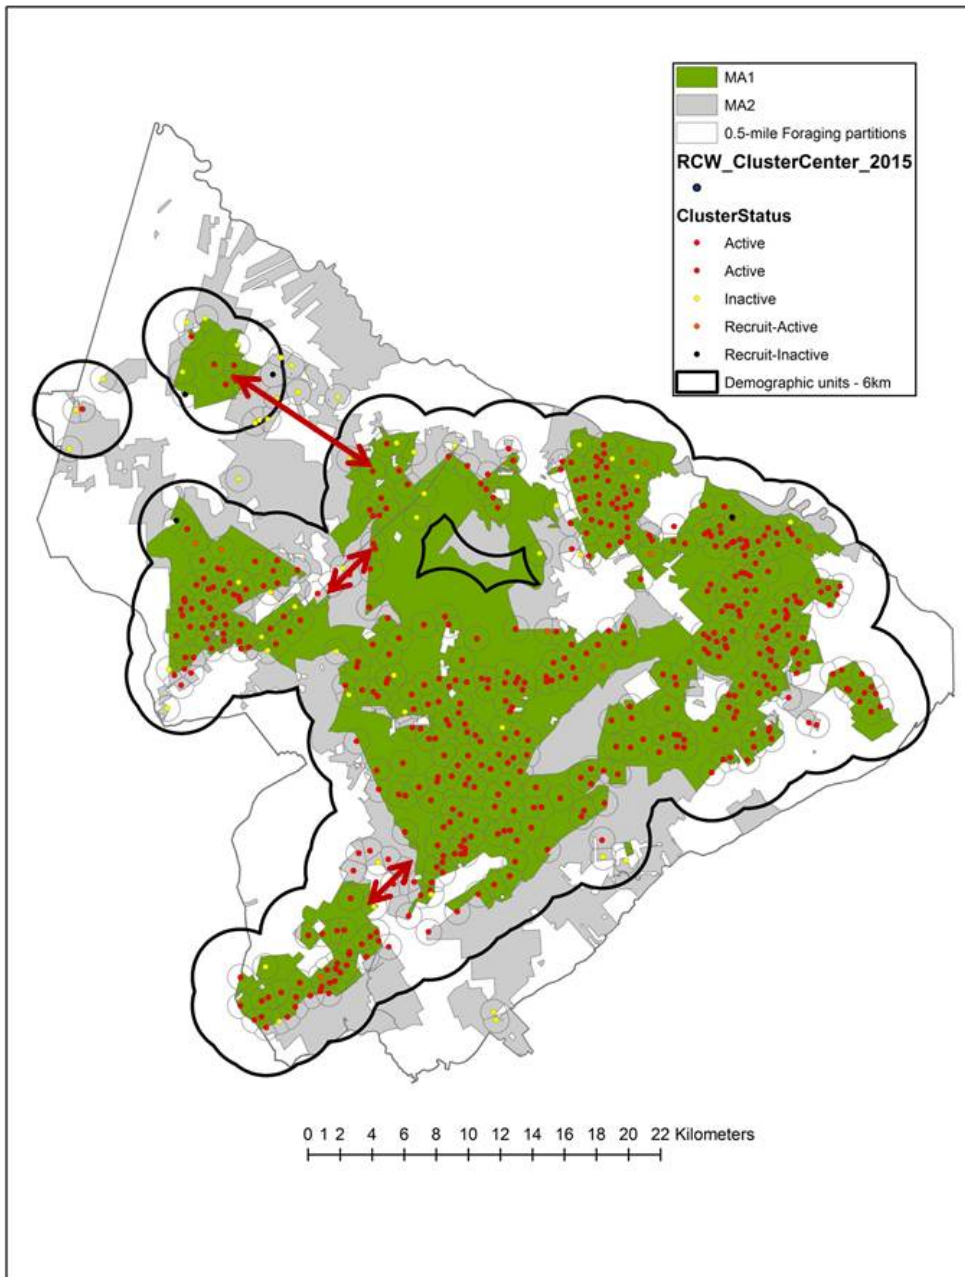 MA1
MA2
0.5-mile Foraging partitions
RCW_ClusterCenter_2015
ClusterStatus
Active
Active
Inactive
Recruit-Active
Recruit-Inactive
Demographic units - 6km
0 1 2 4 6 8 10 12 14 16 18 20 22 Kilometers